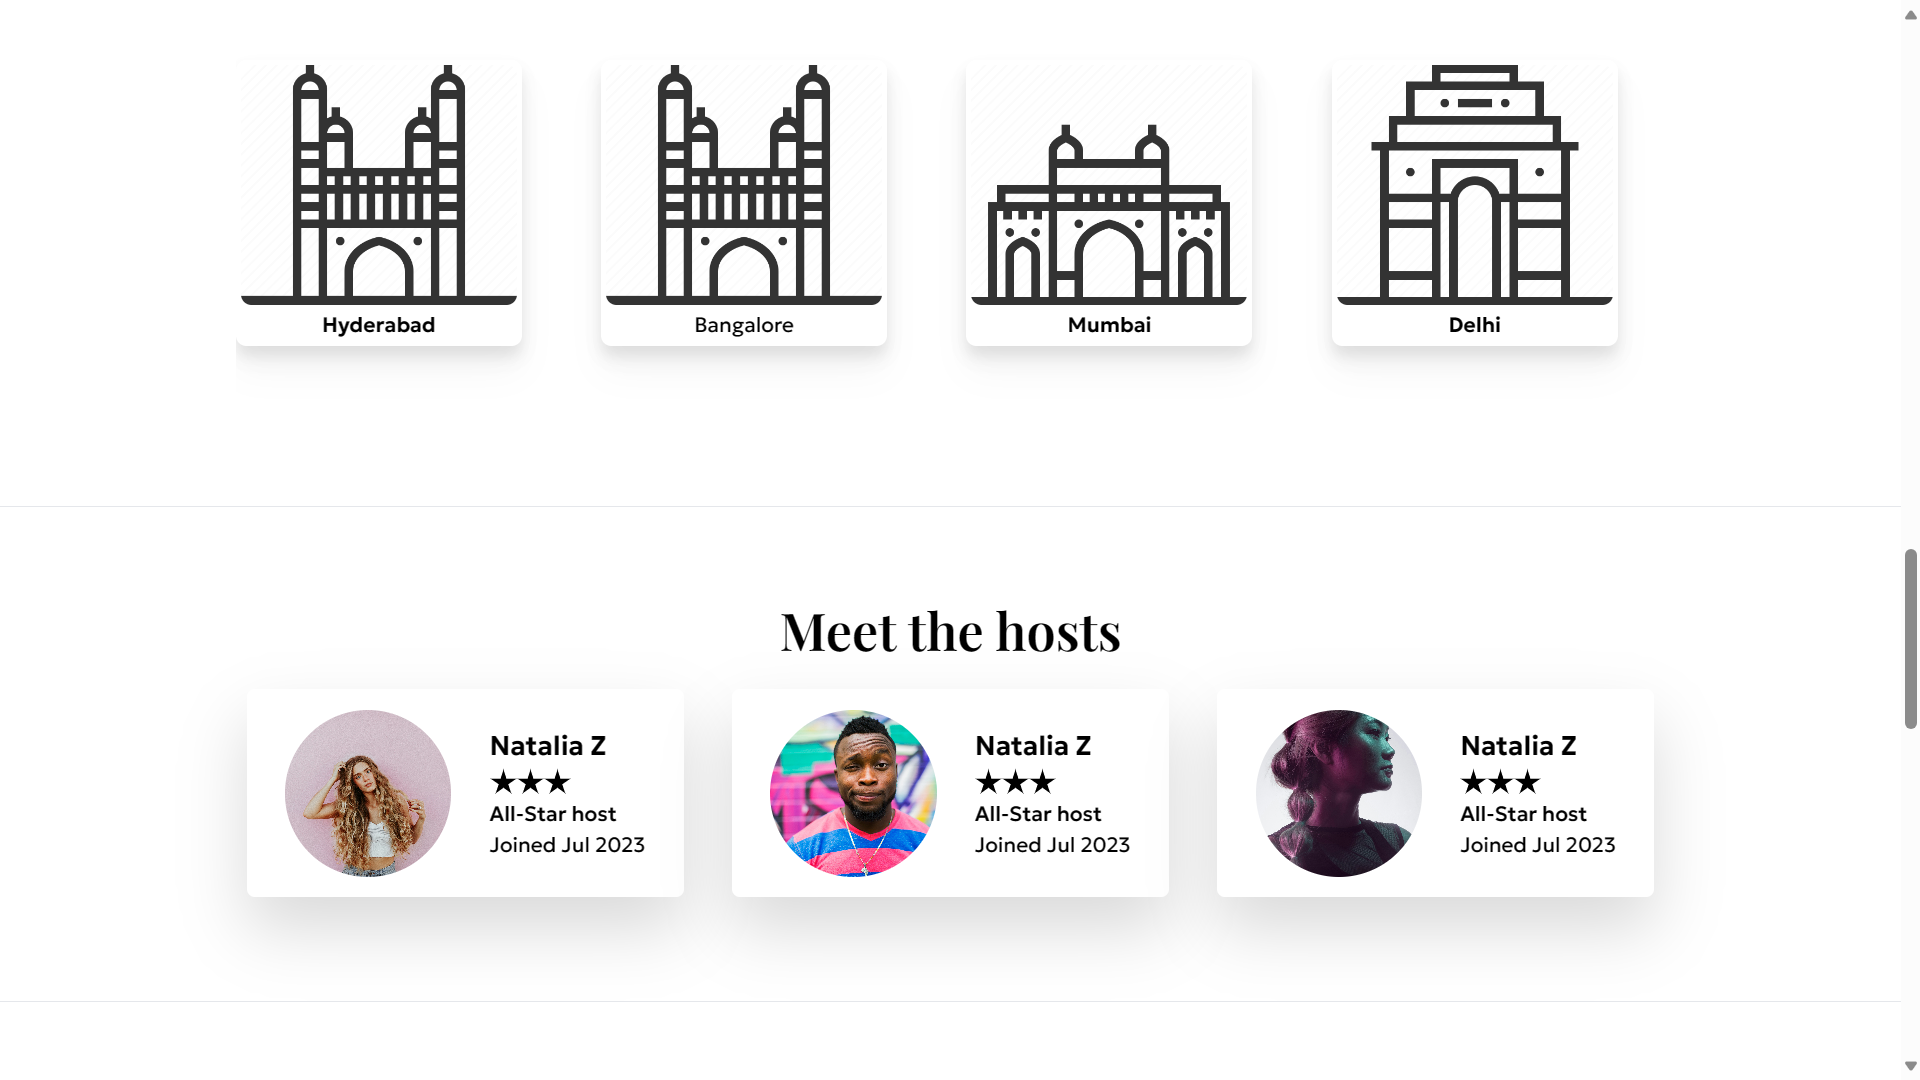 Hyderabad
Bangalore
Mumbai
Delhi
Meet the hosts
Natalia Z
★★★
All-Star host
Joined Jul 2023
Natalia Z
★★★
All-Star host
Joined Jul 2023
Natalia Z
★★★
All-Star host
Joined Jul 2023